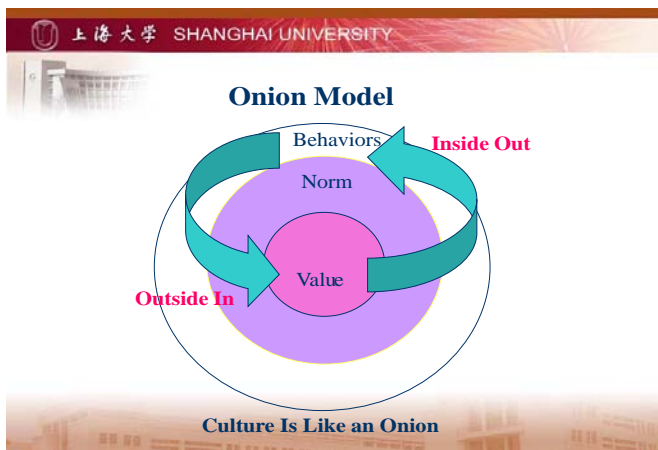 上海大学 SHANGHAI UNIVERSITY
Onion Model
Behaviors
Inside Out
Norm
Value
Outside In
Culture Is Like an Onion